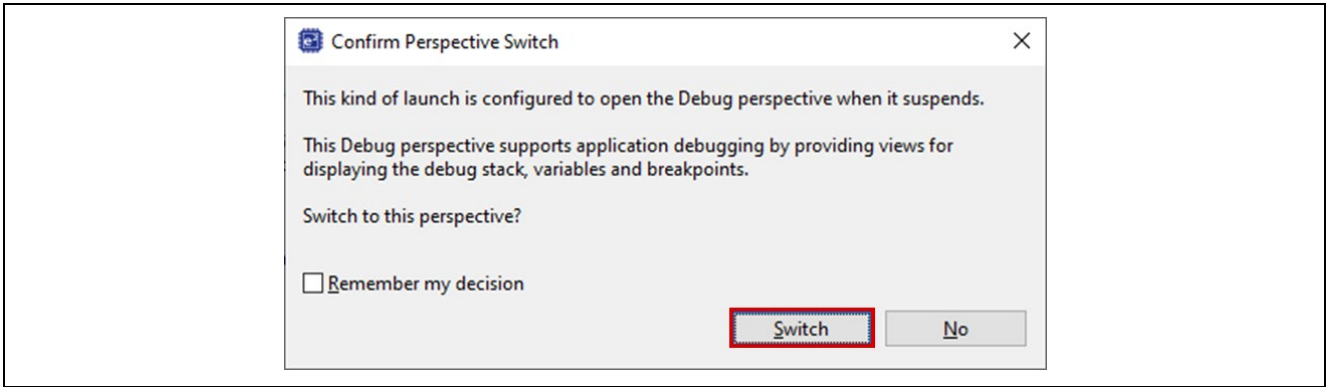 Confirm Perspective Switch
This kind of launch is configured to open the Debug perspective when it suspends.
This Debug perspective supports application debugging by providing views for
displaying the debug stack, variables and breakpoints.
Switch to this perspective?
Remember my decision
Switch No